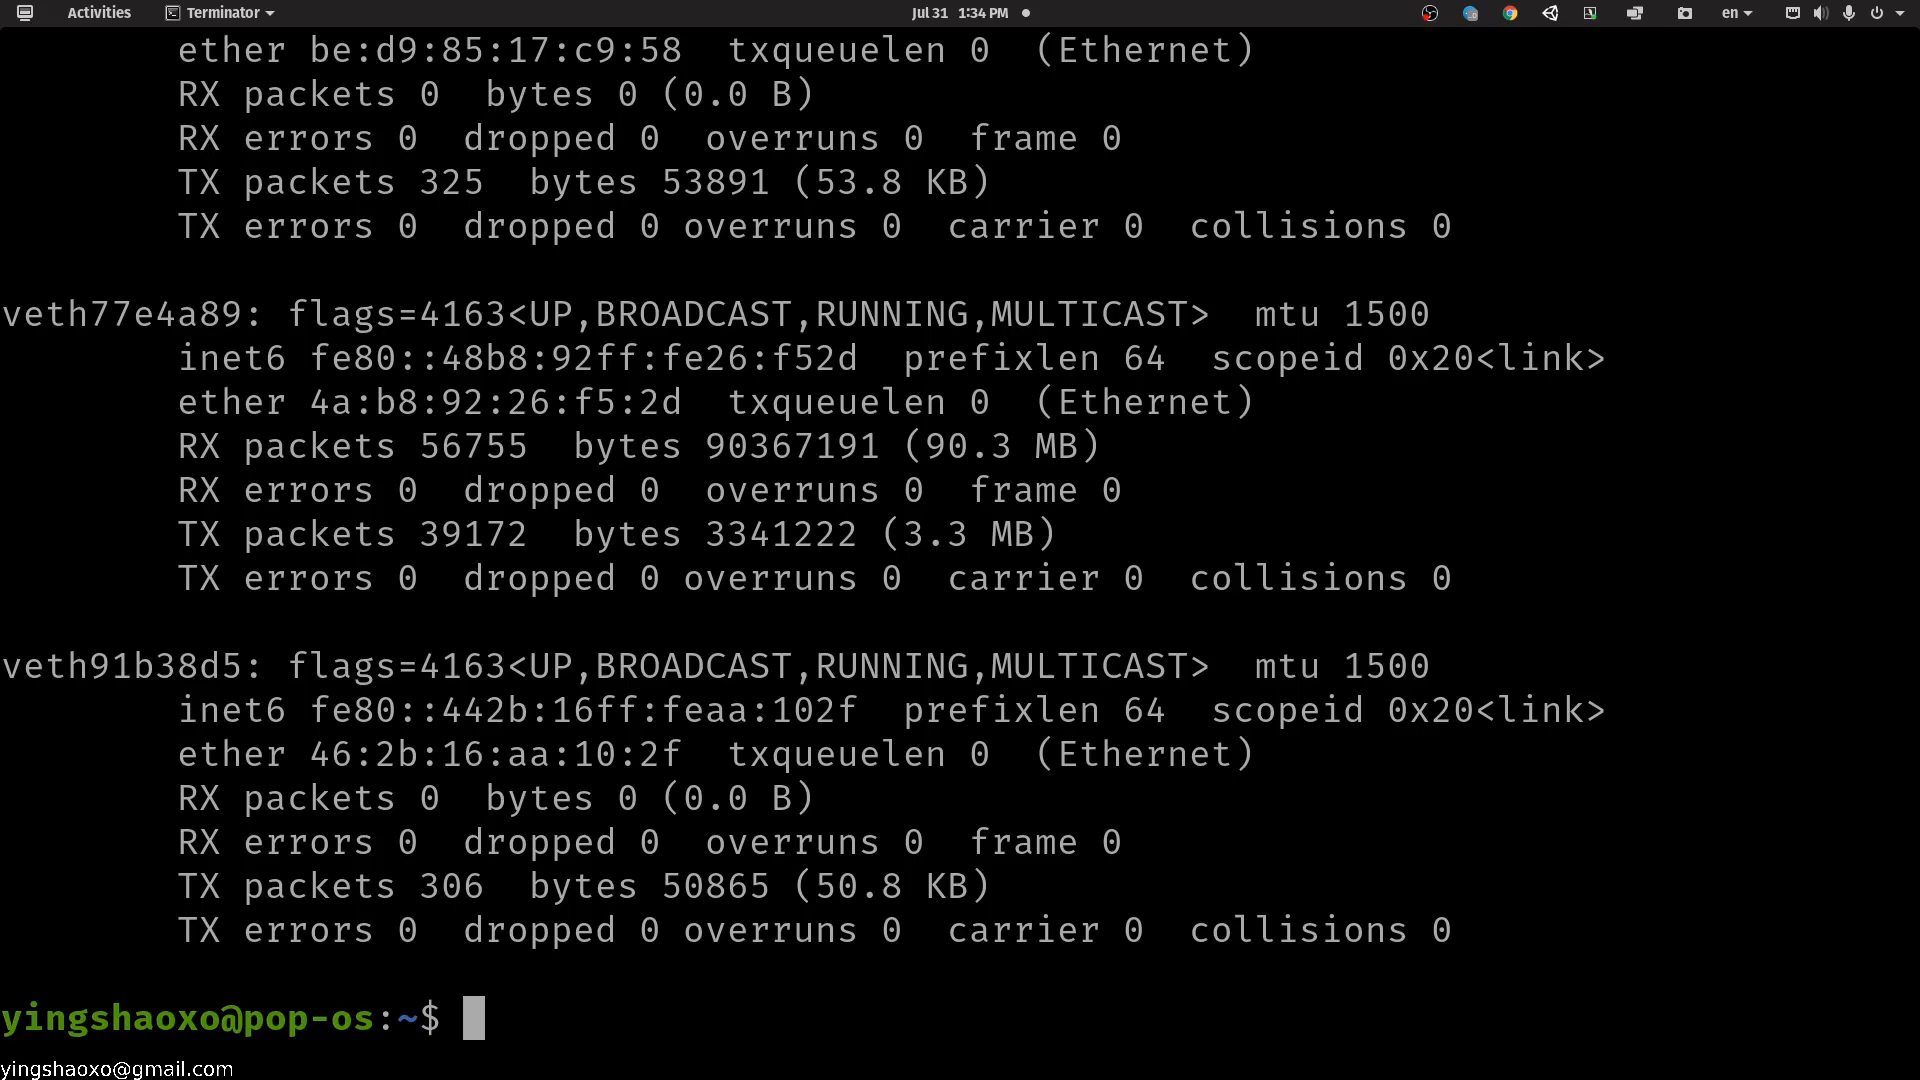 Activities Terminator Jul 31 1:34 PM en
ether be:d9:85:17:c9:58 txqueuelen 0 (Ethernet)
RX packets 0 bytes 0 (0.0 B)
RX errors 0 dropped 0 overruns 0 frame 0
TX packets 325 bytes 53891 (53.8 KB)
TX errors 0 dropped 0 overruns 0 carrier 0 collisions 0
veth77e4a89: flags=4163<UP,BROADCAST,RUNNING,MULTICAST> mtu 1500
inet6 fe80::48b8:92ff:fe26:f52d prefixlen 64 scopeid 0x20<link>
ether 4a:b8:92:26:f5:2d txqueuelen 0 (Ethernet)
RX packets 56755 bytes 90367191 (90.3 MB)
RX errors 0 dropped 0 overruns 0 frame 0
TX packets 39172 bytes 3341222 (3.3 MB)
TX errors 0 dropped 0 overruns 0 carrier 0 collisions 0
veth91b38d5: flags=4163<UP,BROADCAST,RUNNING,MULTICAST> mtu 1500
inet6 fe80::442b:16ff:feaa:102f prefixlen 64 scopeid 0x20<link>
ether 46:2b:16:aa:10:2f txqueuelen 0 (Ethernet)
RX packets 0 bytes 0 (0.0 B)
RX errors 0 dropped 0 overruns 0 frame 0
TX packets 306 bytes 50865 (50.8 KB)
TX errors 0 dropped 0 overruns 0 carrier 0 collisions 0
yingshaoxo@pop-os:~$
yingshaoxo@gmail.com